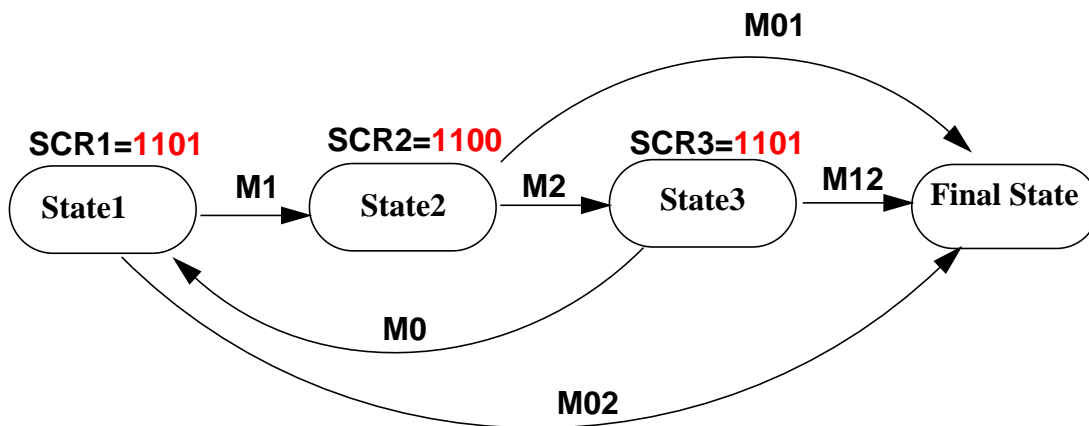 M01
SCR1=1101
SCR2=1100
SCR3=1101
State1
M1
State2
M2
State3
M12
Final State
M0
M02